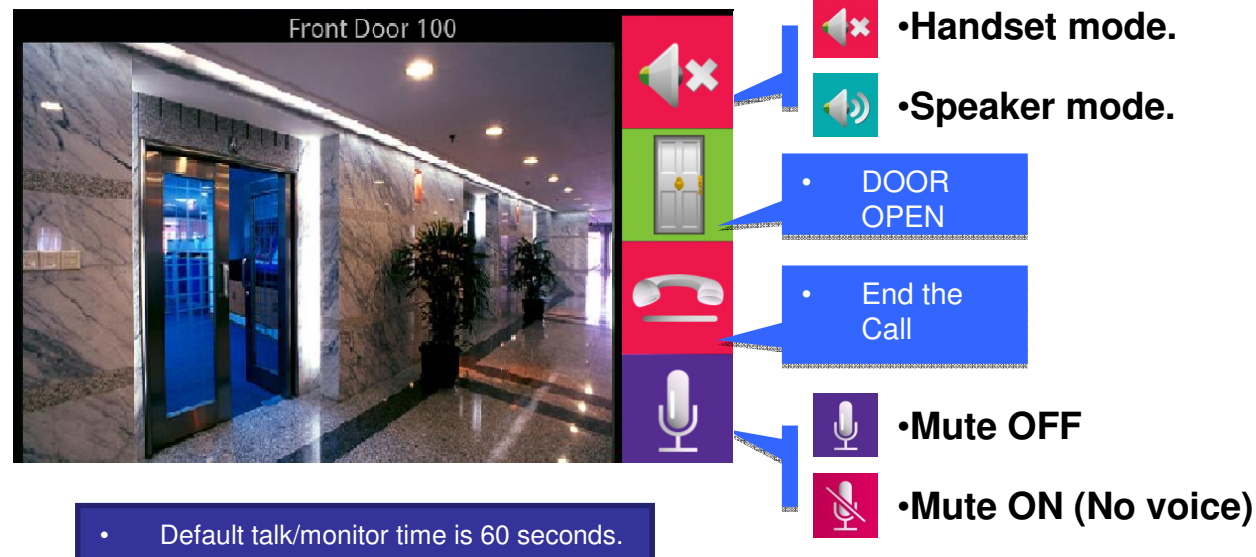 Front Door 100
•Handset mode.
•Speaker mode.
• DOOR
OPEN
• End the
Call
•Mute OFF
•Mute ON (No voice)
• Default talk/monitor time is 60 seconds.